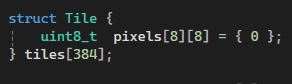 struct Tile {
    uint8_t  pixels[8][8] = { 0 };
} tiles[384];